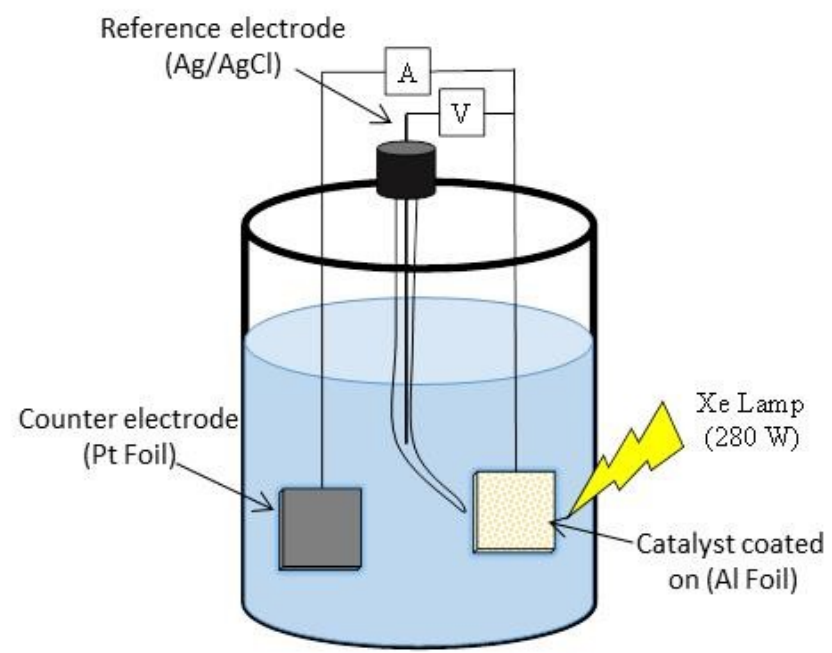 Reference electrode
(Ag/AgCl)
A
V
Xe Lamp
(280 W)
Counter electrode
(Pt Foil)
Catalyst coated
on (Al Foil)